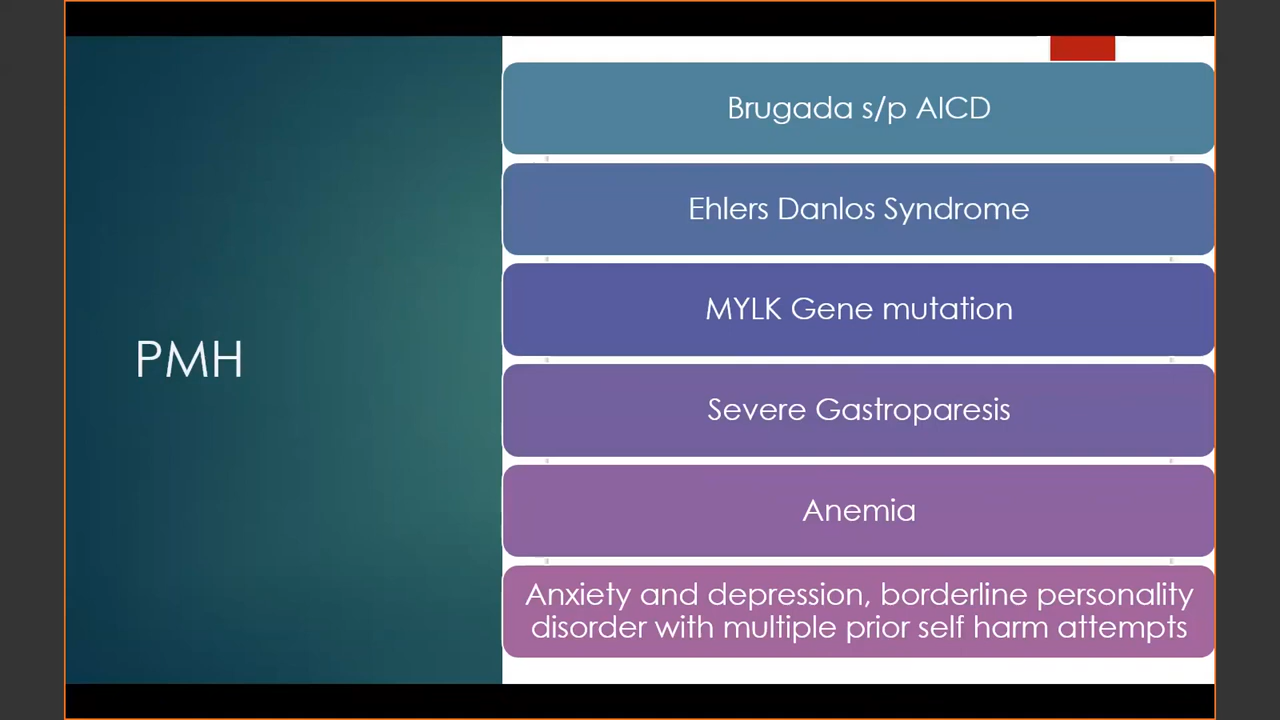 PMH
Brugada s/p AICD
Ehlers Danlos Syndrome
MYLK Gene mutation
Severe Gastroparesis
Anemia
Anxiety and depression, borderline personality
disorder with multiple prior self harm attempts